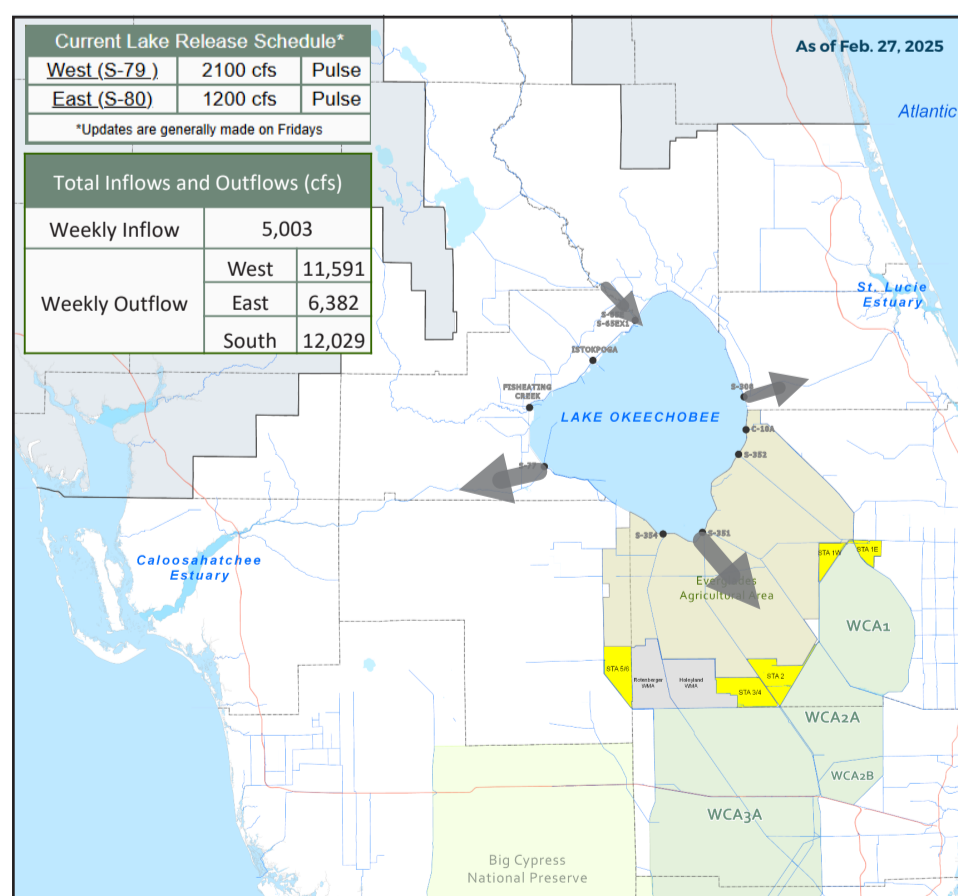 Current Lake Release Schedule*
West (S-79 ) 2100 cfs Pulse
East (S-80) 1200 cfs Pulse
*Updates are generally made on Fridays
As of Feb. 27, 2025
Atlantic
Total Inflows and Outflows (cfs)
Weekly Inflow 5,003
Weekly Outflow
West 11,591
East 6,382
South 12,029
St. Lucie
Estuary
S-65EX1
ISTOKPOGA
FISHEATING
CREEK
S-308
LAKE OKEECHOBEE
C-10A
S-352
S-77
S-354
S-351
Caloosahatchee
Estuary
Everglades
Agricultural Area
STA 1W
STA 1E
WCA1
STA 5/6
Rotenberger
WMA
Holeyland
WMA
STA 2
STA 3/4
WCA2A
WCA2B
WCA3A
Big Cypress
National Preserve